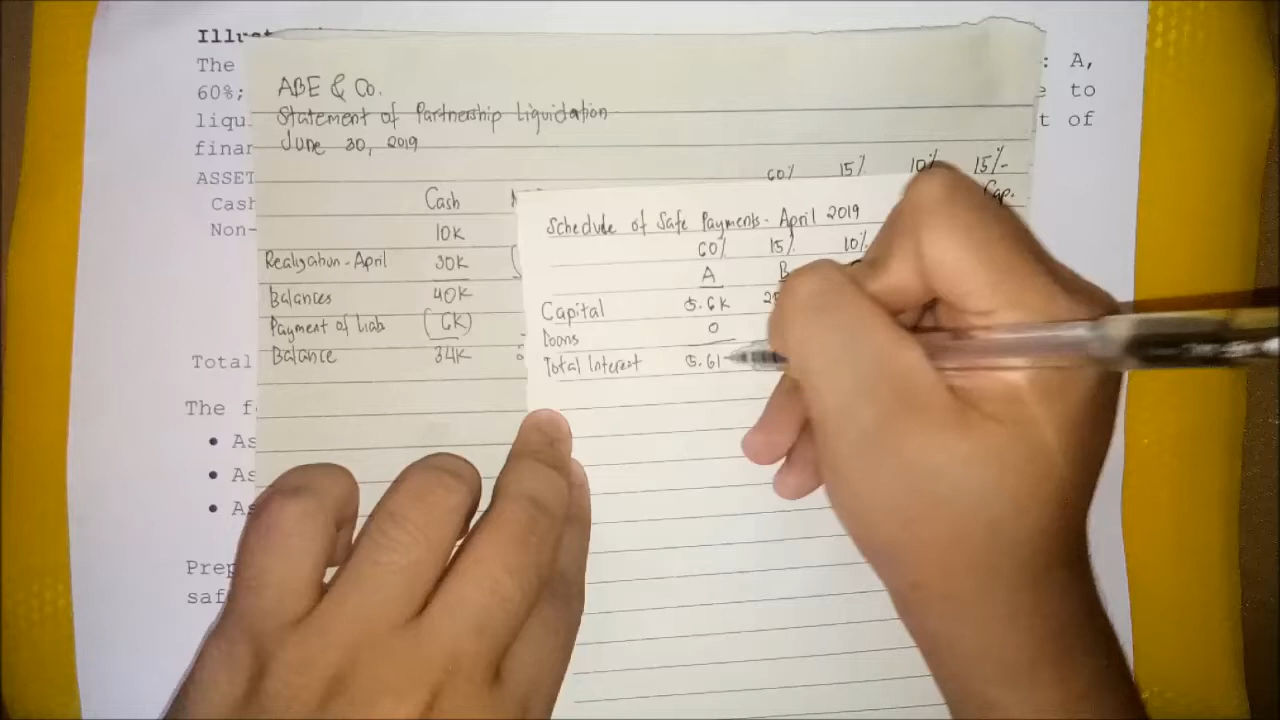 The : A,
60%; e to
liqu t of
finan
ASSET
Cash
Non-
Total
The f
• As
• As
• As
Prep
saf
ABE & Co.
Statement of Partnership Liquidation
June 30, 2019
60% 15% 10% 15%
Cash Cap.
10K
Realization - April 30K
Balances 40K
Payment of Liab (6K)
Balance 34K
Schedule of Safe Payments - April 2019
60% 15% 10%
A B
Capital 5.6K
Loans 0
Total Interest 5.6